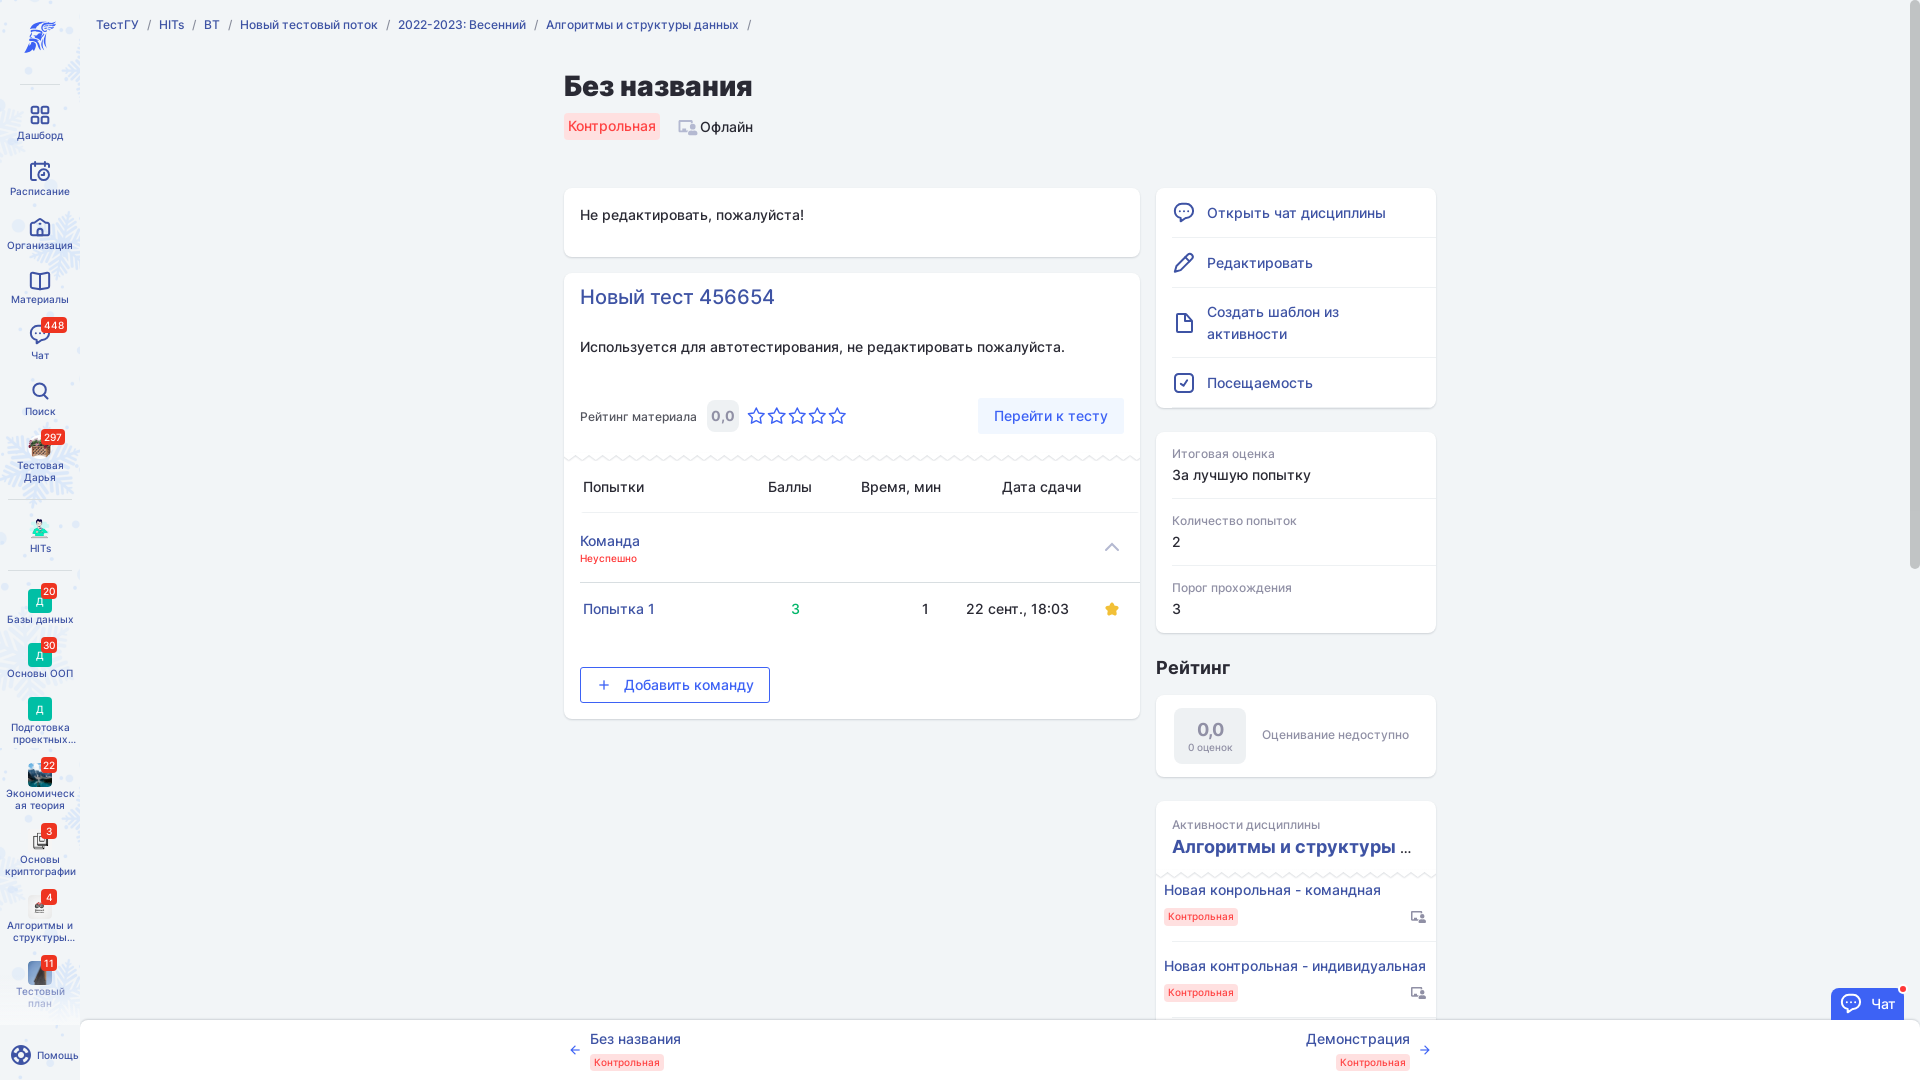 ТестГУ / HITs / ВТ / Новый тестовый поток / 2022-2023: Весенний / Алгоритмы и структуры данных /
Дашборд
Расписание
Организация
Материалы
448
Чат
Поиск
297
Тестовая
Дарья
HITs
20
Д
Базы данных
30
Д
Основы ООП
Д
Подготовка
проектных...
22
Экономическ
ая теория
3
Основы
криптографии
4
Алгоритмы и
структуры...
11
Тестовый
план
Помощь
Без названия
Контрольная
Офлайн
Не редактировать, пожалуйста!
Новый тест 456654
Используется для автотестирования, не редактировать пожалуйста.
Рейтинг материала 0,0
Перейти к тесту
Попытки Баллы Время, мин Дата сдачи
Команда
Неуспешно
Попытка 1 3 1 22 сент., 18:03
+ Добавить команду
Открыть чат дисциплины
Редактировать
Создать шаблон из
активности
Посещаемость
Итоговая оценка
За лучшую попытку
Количество попыток
2
Порог прохождения
3
Рейтинг
0,0
0 оценок
Оценивание недоступно
Активности дисциплины
Алгоритмы и структуры ...
Новая конрольная - командная
Контрольная
Новая контрольная - индивидуальная
Контрольная
Чат
Без названия
Контрольная
Демонстрация
Контрольная